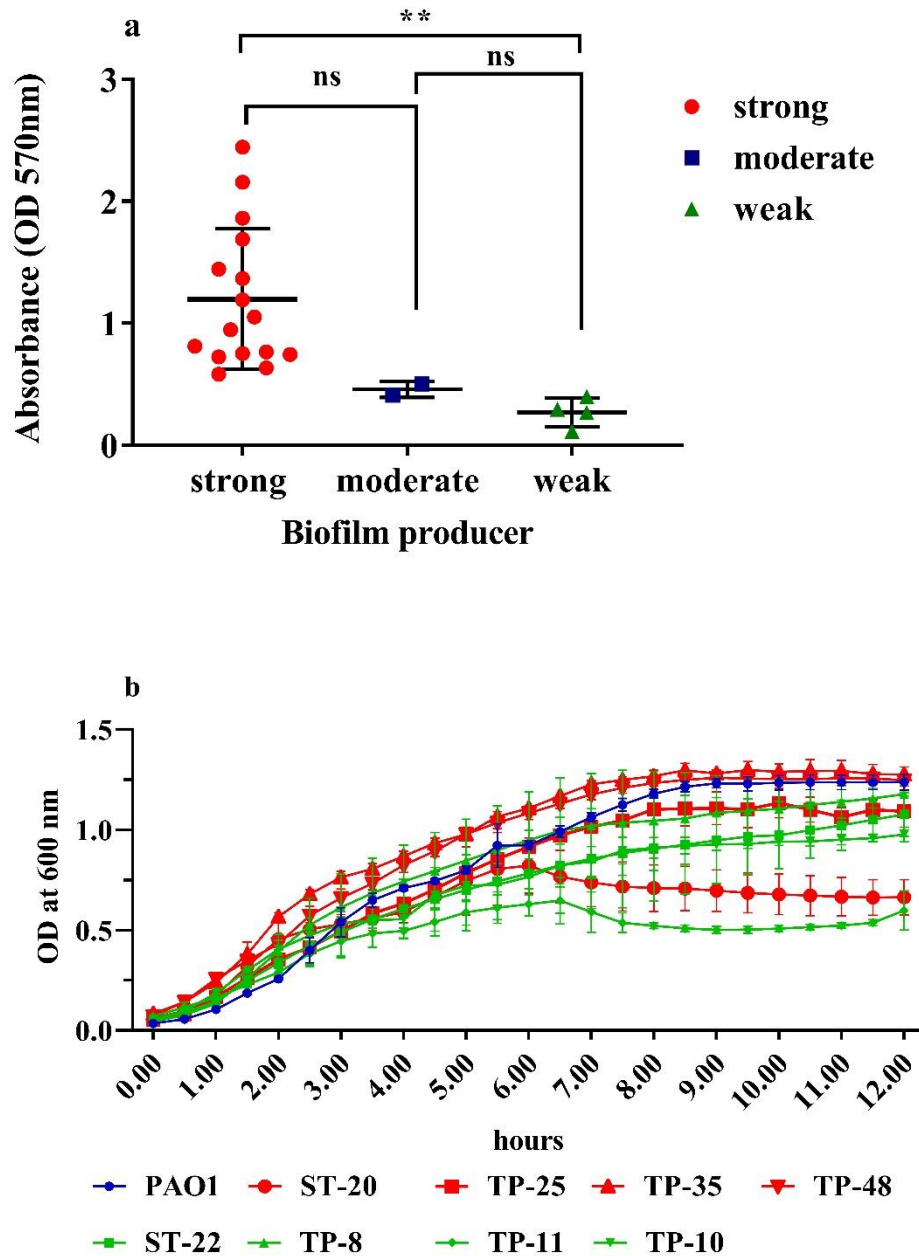 a
**
ns
ns
3
2
1
0
Absorbance (OD 570nm)
strong
moderate
weak
strong moderate weak
Biofilm producer
b
1.5
1.0
0.5
0.0
OD at 600 nm
0.00 1.00 2.00 3.00 4.00 5.00 6.00 7.00 8.00 9.00 10.00 11.00 12.00
hours
PAO1 ST-20 TP-25 TP-35 TP-48
ST-22 TP-8 TP-11 TP-10